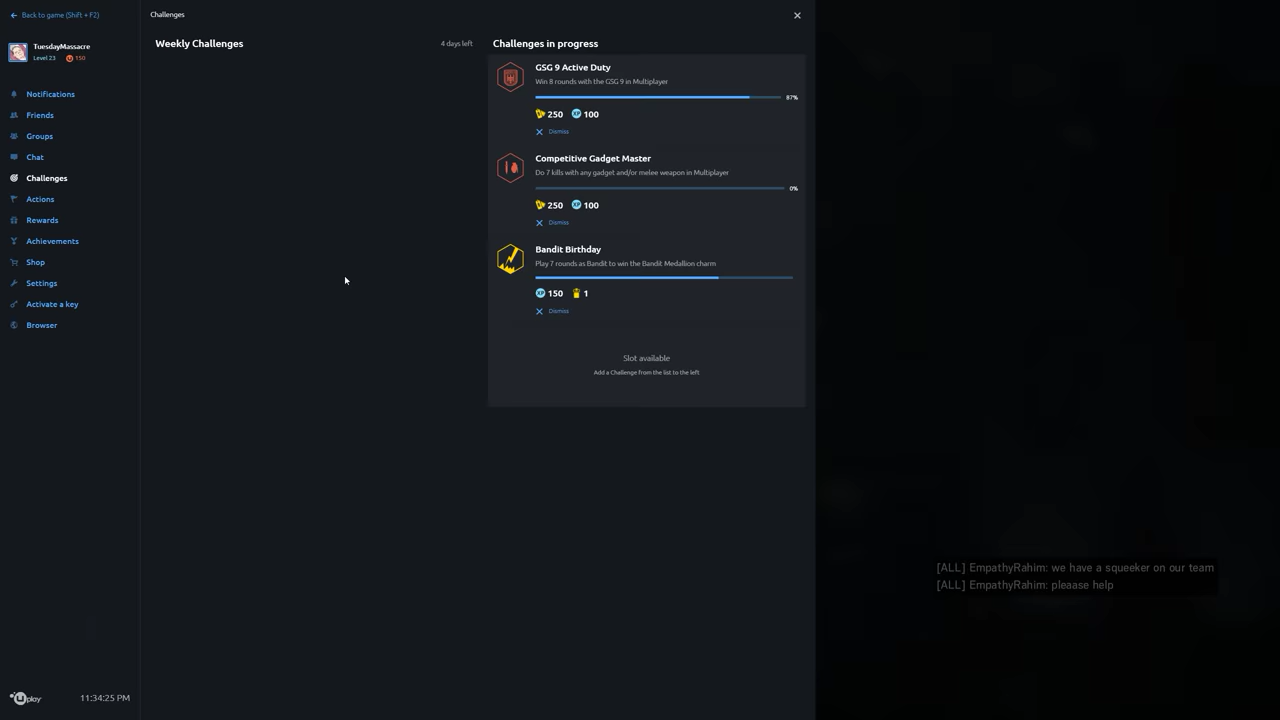 Back to game (Shift + F2)
TuesdayMassacre
Level 23 150
Notifications
Friends
Groups
Chat
Challenges
Actions
Rewards
Achievements
Shop
Settings
Activate a key
Browser
uplay 11:34:25 PM
Challenges
Weekly Challenges 4 days left
Challenges in progress
GSG 9 Active Duty
Win 8 rounds with the GSG 9 in Multiplayer
87%
250 XP 100
Dismiss
Competitive Gadget Master
Do 7 kills with any gadget and/or melee weapon in Multiplayer
0%
250 XP 100
Dismiss
Bandit Birthday
Play 7 rounds as Bandit to win the Bandit Medallion charm
XP 150 1
Dismiss
Slot available
Add a Challenge from the list to the left
[ALL] EmpathyRahim: we have a squeeker on our team
[ALL] EmpathyRahim: pleaase help